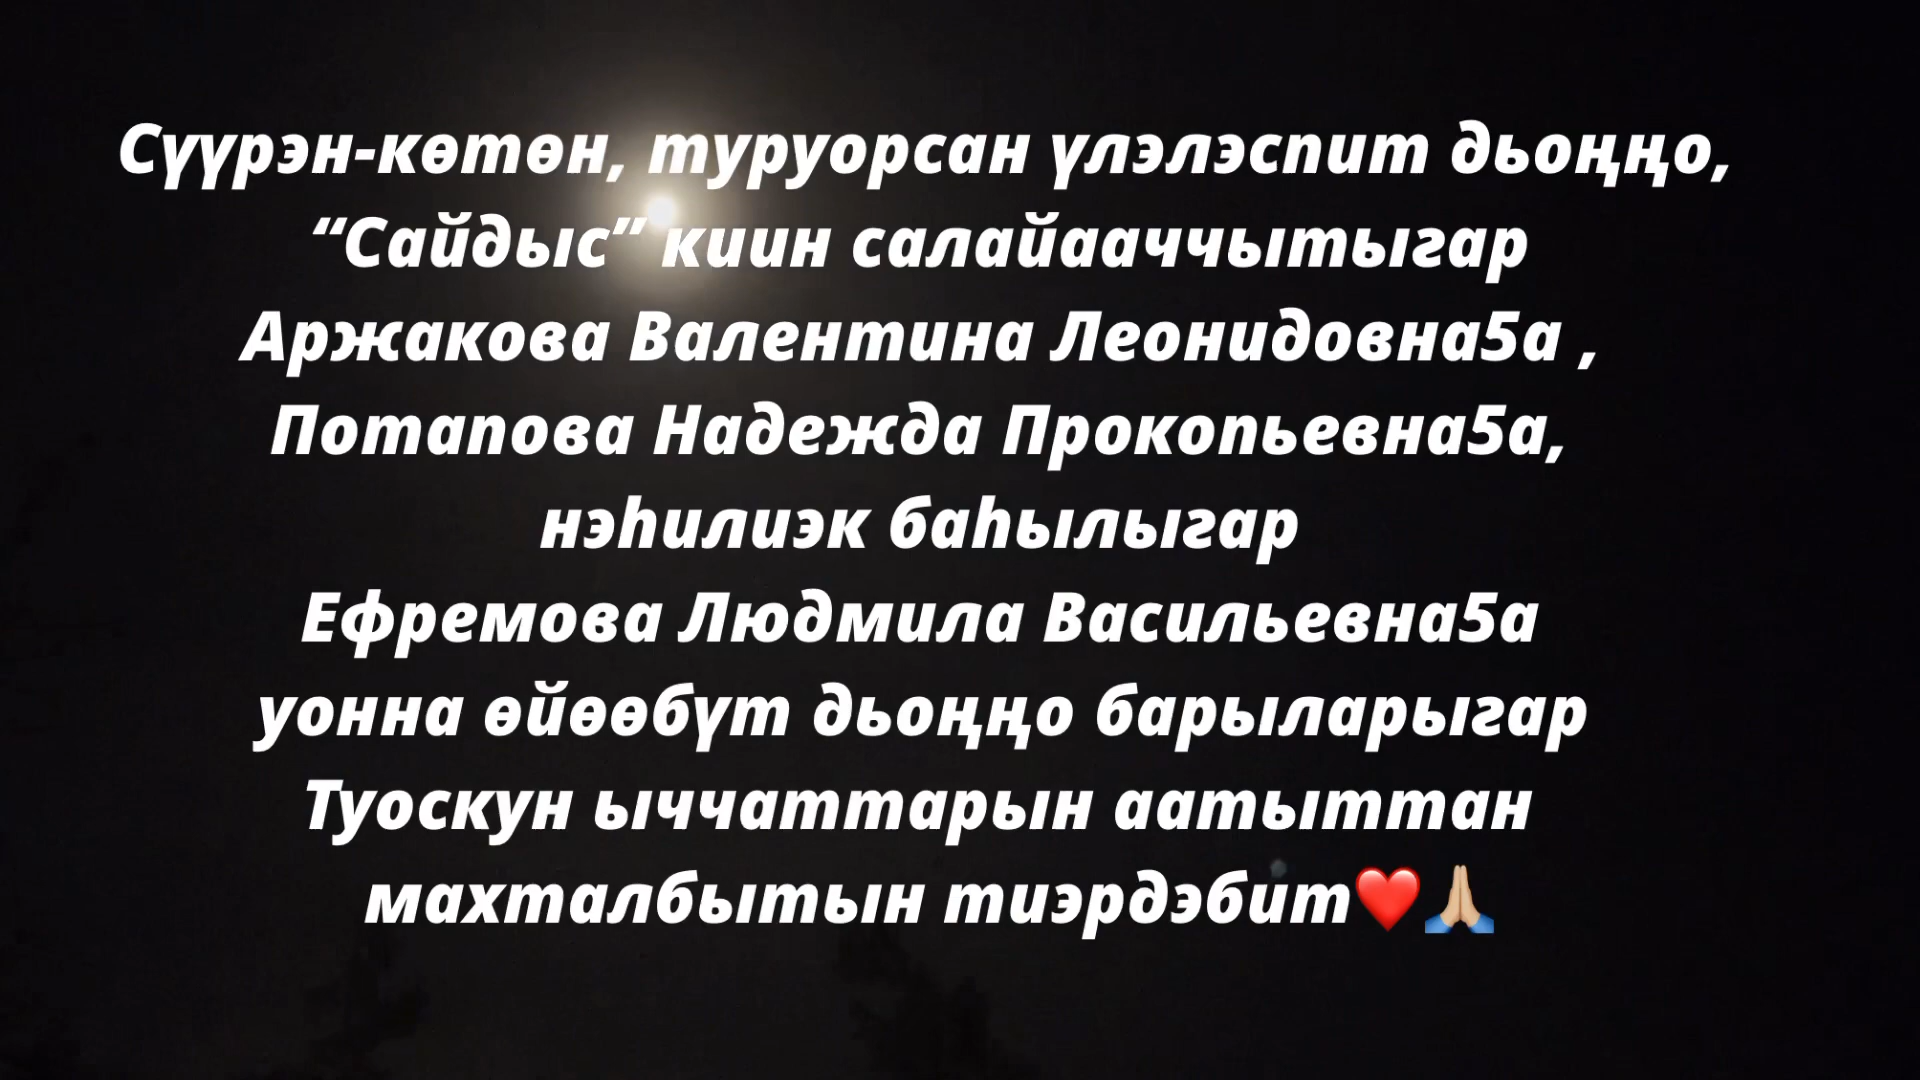 Сүүрэн-көтөн, туруорсан үлэлэспит дьоҥҥо,
“Сайдыс” киин салайааччытыгар
Аржакова Валентина Леонидовна5а ,
Потапова Надежда Прокопьевна5а,
нэһилиэк баһылыгар
Ефремова Людмила Васильевна5а
уонна өйөөбүт дьоҥҥо барыларыгар
Туоскун ыччаттарын аатыттан
махталбытын тиэрдэбит❤️🙏🏼